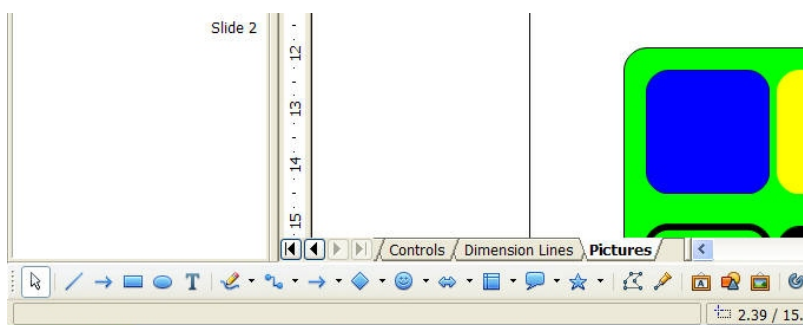 Slide 2
12
13
14
15
Controls
Dimension Lines
Pictures
T
A
2.39 / 15.